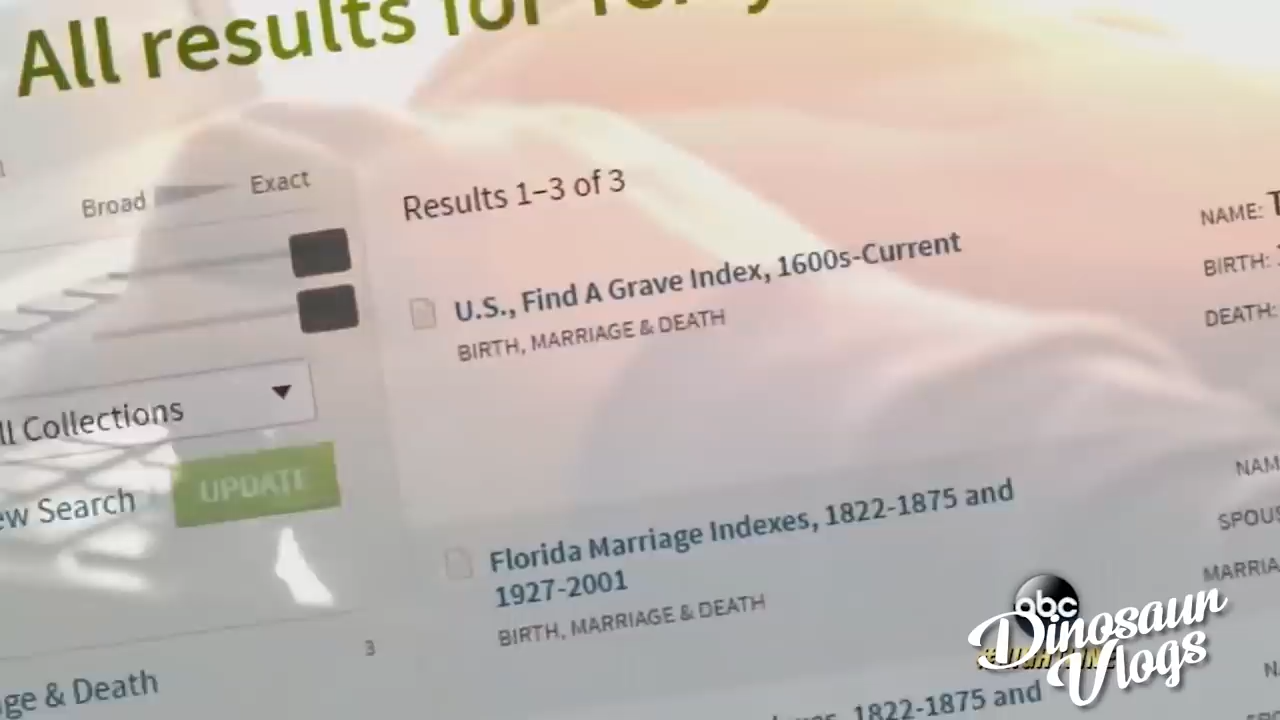 All results for
Broad
Exact
Results 1–3 of 3
U.S., Find A Grave Index, 1600s-Current
BIRTH, MARRIAGE & DEATH
NAME:
BIRTH:
DEATH:
ll Collections
ew Search
UPDATE
Florida Marriage Indexes, 1822-1875 and
1927-2001
BIRTH, MARRIAGE & DEATH
NAM
SPOUS
MARRIA
3
ge & Death
1822-1875 and
abc
Dinosaur
Vlogs